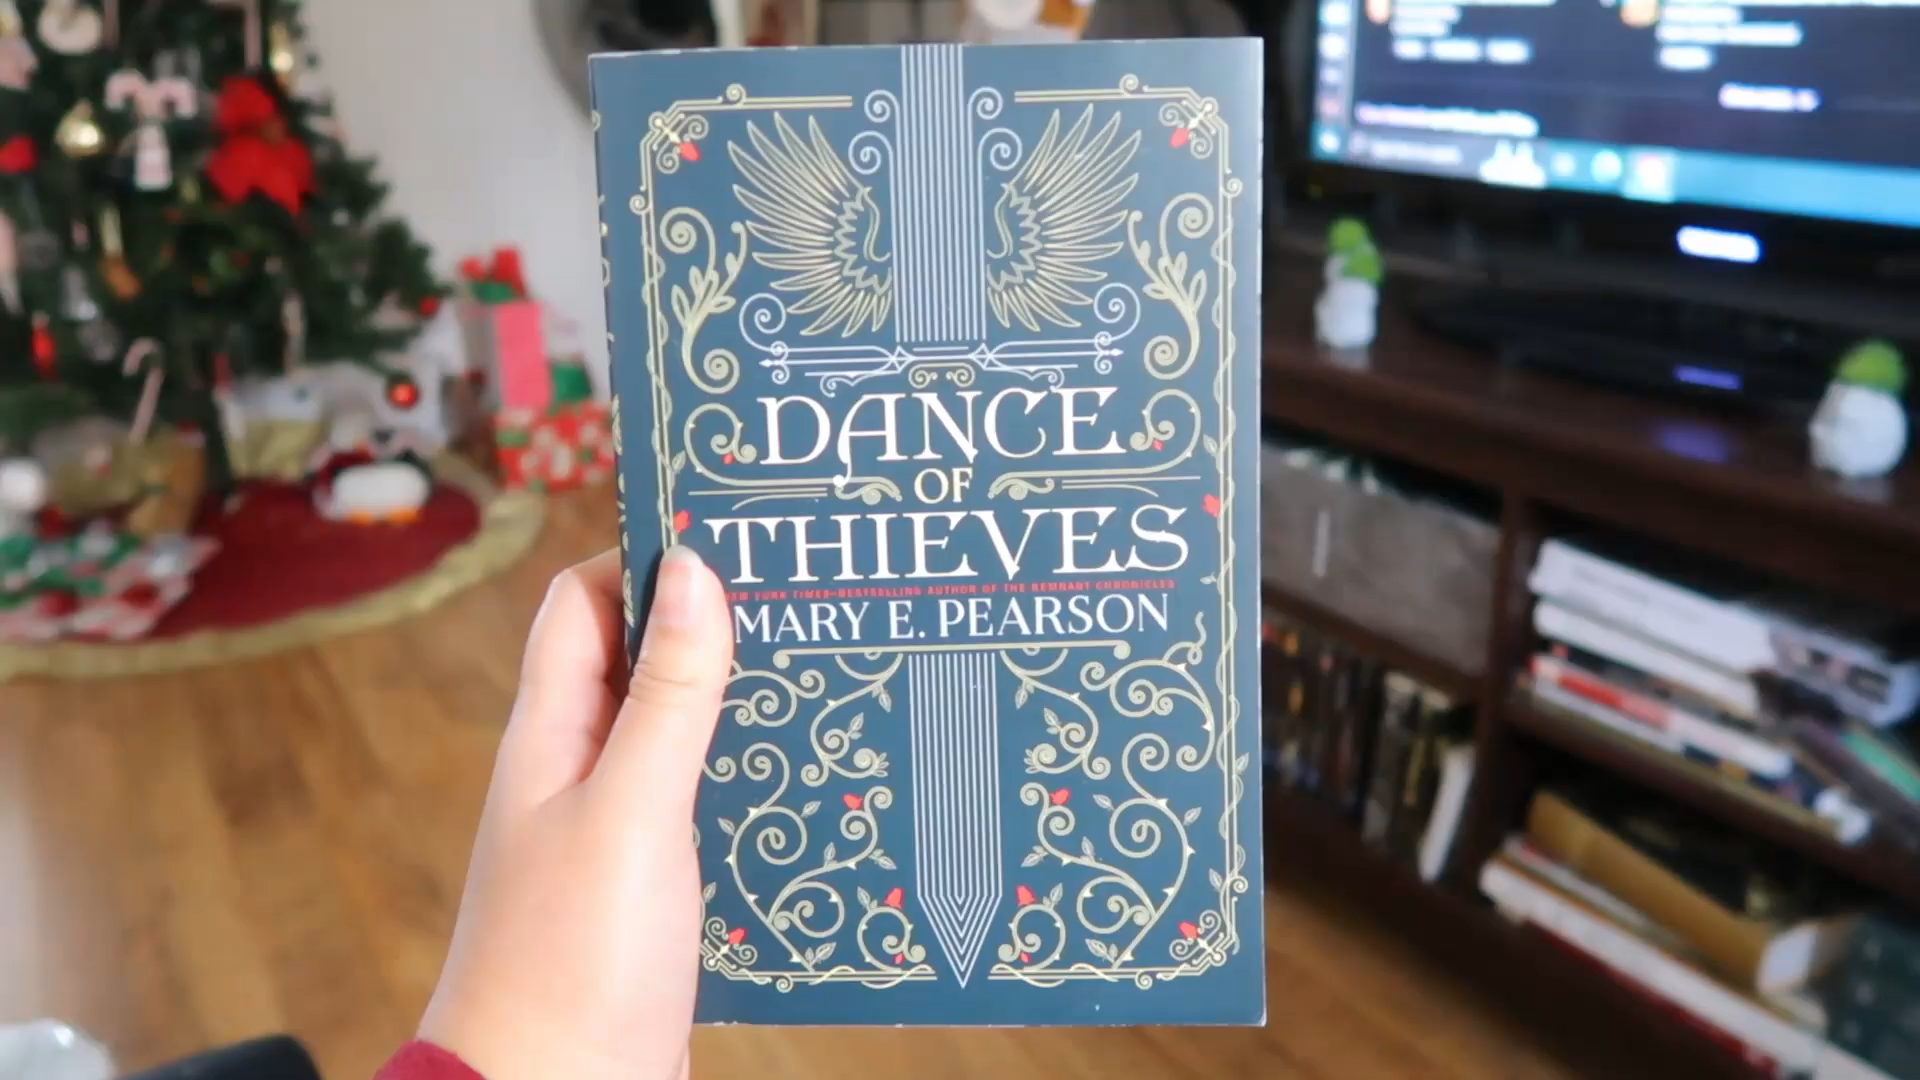 DANCE
OF
THIEVES
NEW YORK TIMES–BESTSELLING AUTHOR OF THE REMNANT CHRONICLES
MARY E. PEARSON